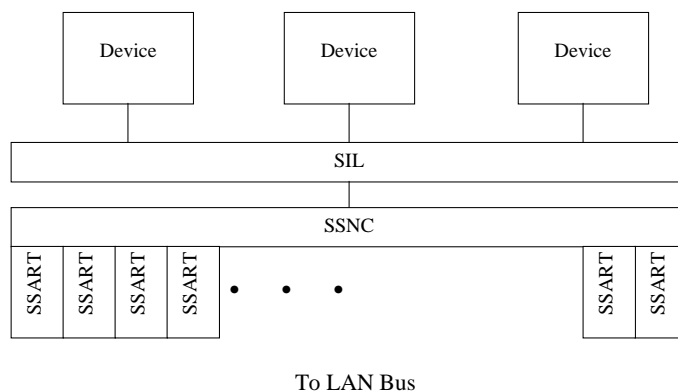 Device Device Device
SIL
SSNC
SSART SSART SSART SSART • • • SSART SSART
To LAN Bus